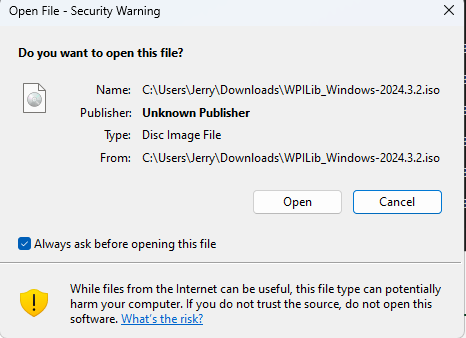 Open File - Security Warning
Do you want to open this file?
Name: C:\Users\Jerry\Downloads\WPILib_Windows-2024.3.2.iso
Publisher: Unknown Publisher
Type: Disc Image File
From: C:\Users\Jerry\Downloads\WPILib_Windows-2024.3.2.iso
Open Cancel
Always ask before opening this file
While files from the Internet can be useful, this file type can potentially
harm your computer. If you do not trust the source, do not open this
software. What's the risk?